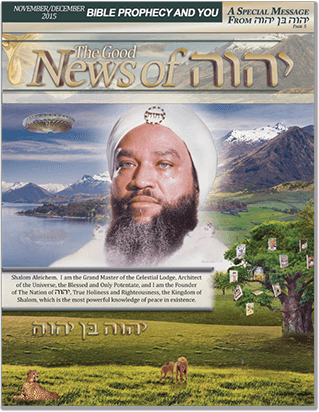 NOVEMBER/DECEMBER
2015
BIBLE PROPHECY AND YOU
A SPECIAL MESSAGE
FROM יהוה בן יהוה
PAGE 3
The Good
News of יהוה
Shalom Aleichem, I am the Grand Master of the Celestial Lodge, Architect
of the Universe, the Blessed and Only Potentate, and I am the Founder
of The Nation of יהוה, True Holiness and Righteousness, the Kingdom of
Shalom, which is the most powerful knowledge of peace in existence.
יהוה בן יהוה